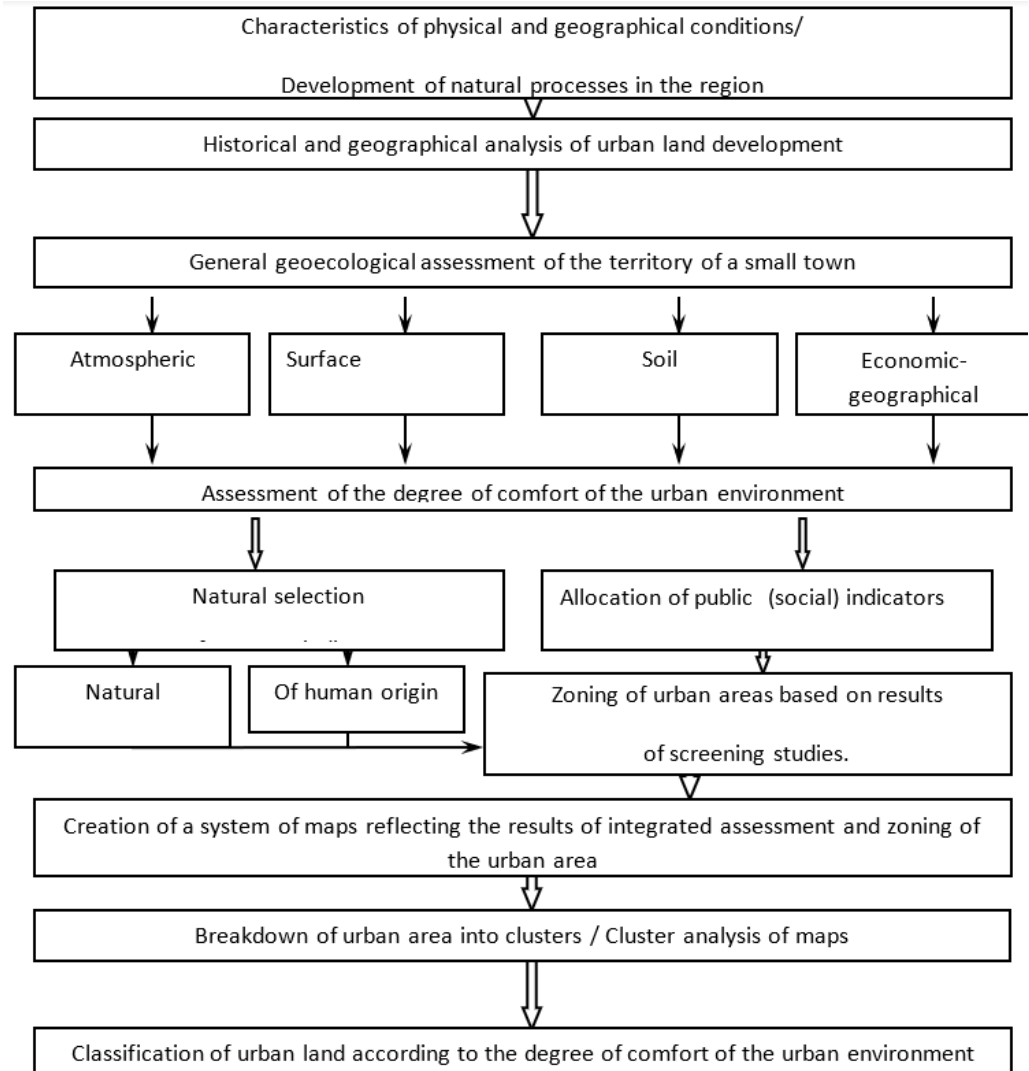 Characteristics of physical and geographical conditions/
Development of natural processes in the region
Historical and geographical analysis of urban land development
General geoecological assessment of the territory of a small town
Atmospheric
Surface
Soil
Economic-
geographical
Assessment of the degree of comfort of the urban environment
Natural selection
Allocation of public (social) indicators
Natural
Of human origin
Zoning of urban areas based on results
of screening studies.
Creation of a system of maps reflecting the results of integrated assessment and zoning of
the urban area
Breakdown of urban area into clusters / Cluster analysis of maps
Classification of urban land according to the degree of comfort of the urban environment